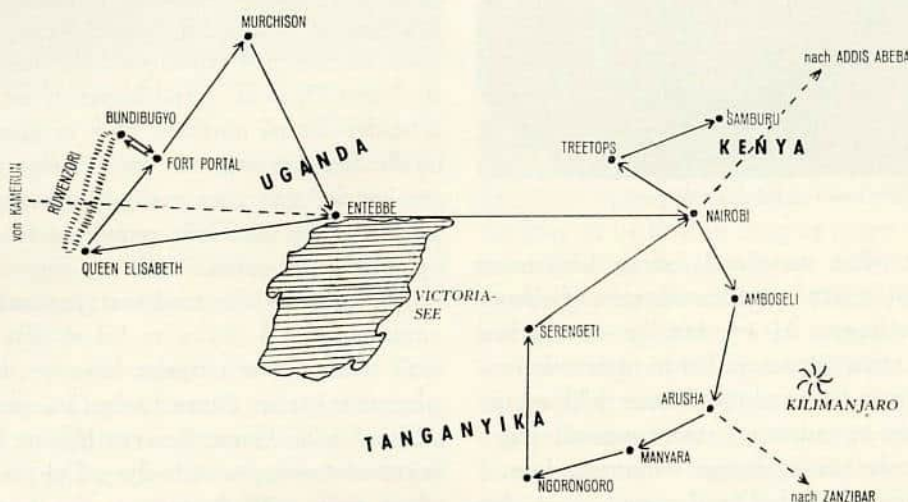 MURCHISON
nach ADDIS ABEBA
BUNDIBUGYO
SAMBURU
KENYA
TREETOPS
FORT PORTAL
RUWENZORI
UGANDA
von KAMERUN
ENTEBBE
NAIROBI
QUEEN ELISABETH
VICTORIA
SEE
AMBOSELI
SERENGETI
ARUSHA
KILIMANJARO
TANGANYIKA
MANYARA
NGORONGORO
nach ZANZIBAR